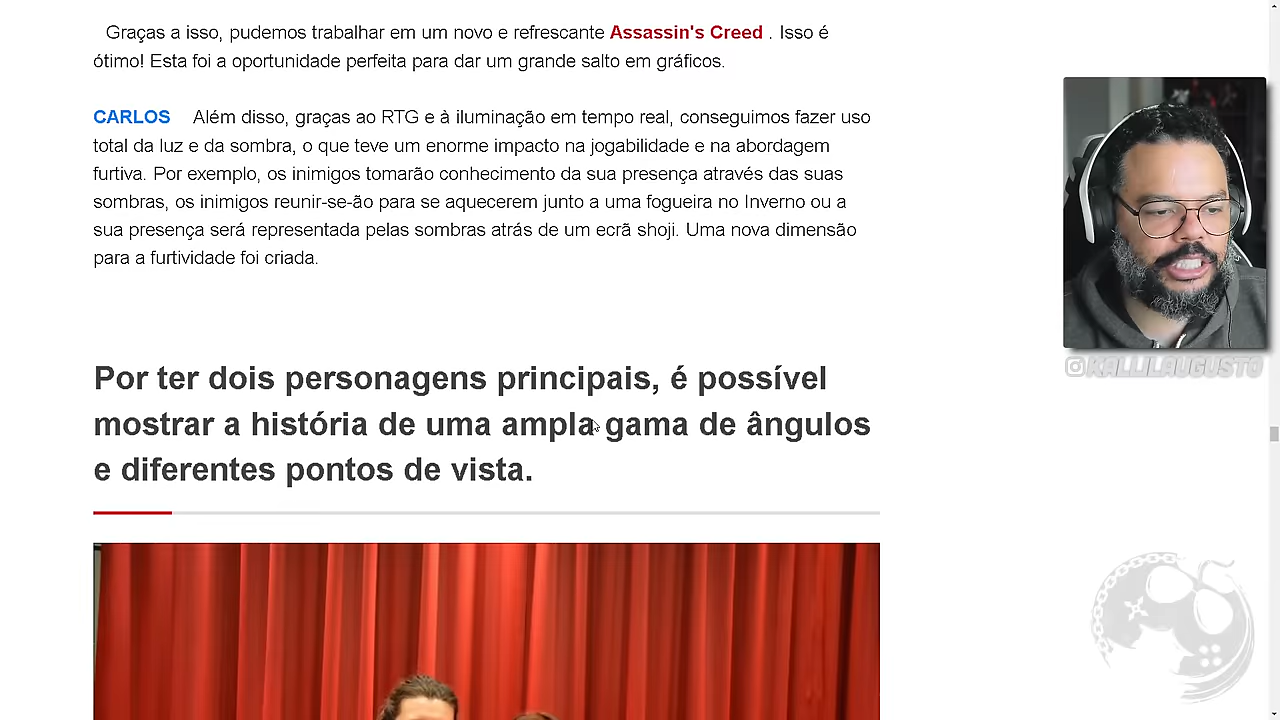 Graças a isso, pudemos trabalhar em um novo e refrescante Assassin's Creed . Isso é
ótimo! Esta foi a oportunidade perfeita para dar um grande salto em gráficos.
CARLOS Além disso, graças ao RTG e à iluminação em tempo real, conseguimos fazer uso
total da luz e da sombra, o que teve um enorme impacto na jogabilidade e na abordagem
furtiva. Por exemplo, os inimigos tomarão conhecimento da sua presença através das suas
sombras, os inimigos reunir-se-ão para se aquecerem junto a uma fogueira no Inverno ou a
sua presença será representada pelas sombras atrás de um ecrã shoji. Uma nova dimensão
para a furtividade foi criada.
Por ter dois personagens principais, é possível
mostrar a história de uma ampla gama de ângulos
e diferentes pontos de vista.
KALLILAUGUSTO